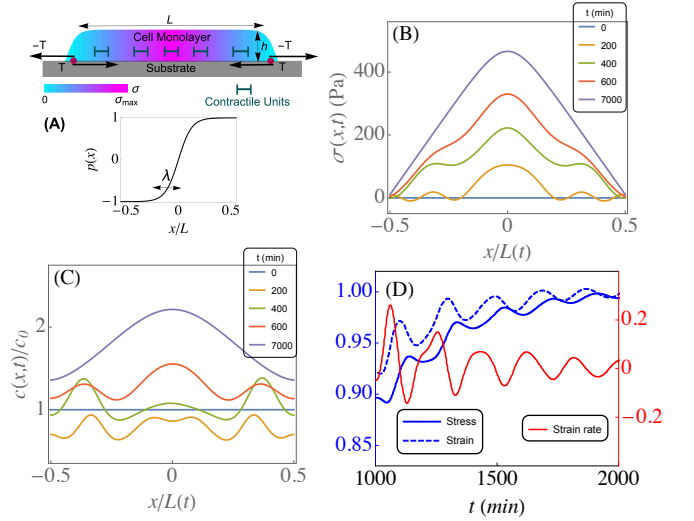 L
Cell Monolayer
h
−T
−T
T
T
Substrate
σ
0
σmax
Contractile Units
(A)
p(x)
1
0
−1
λ
−0.5
0
0.5
x/L
(B)
t (min)
0
200
400
600
7000
σ(x,t) (Pa)
400
200
0
−0.5
0
0.5
x/L(t)
(C)
t (min)
0
200
400
600
7000
c(x,t)/c0
2
1
−0.5
0
0.5
x/L(t)
(D)
1.00
0.95
0.90
0.85
0.2
0
−0.2
Stress
Strain
Strain rate
1000
1500
2000
t (min)